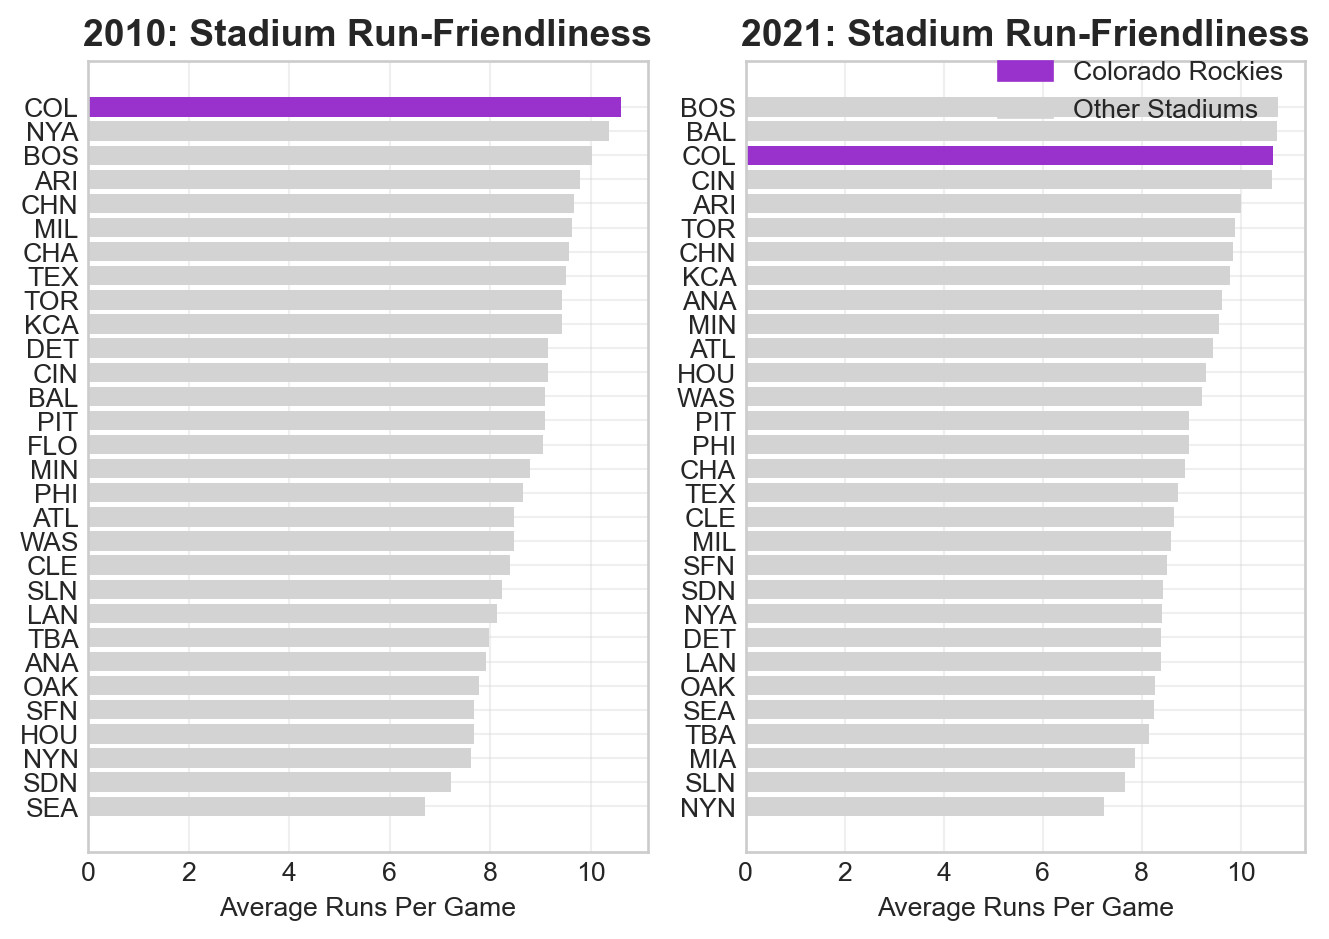 2010: Stadium Run-Friendliness
COL
NYA
BOS
ARI
CHN
MIL
CHA
TEX
TOR
KCA
DET
CIN
BAL
PIT
FLO
MIN
PHI
ATL
WAS
CLE
SLN
LAN
TBA
ANA
OAK
SFN
HOU
NYN
SDN
SEA
0 2 4 6 8 10
Average Runs Per Game
2021: Stadium Run-Friendliness
Colorado Rockies
Other Stadiums
BOS
BAL
COL
CIN
ARI
TOR
CHN
KCA
ANA
MIN
ATL
HOU
WAS
PIT
PHI
CHA
TEX
CLE
MIL
SFN
SDN
NYA
DET
LAN
OAK
SEA
TBA
MIA
SLN
NYN
0 2 4 6 8 10
Average Runs Per Game